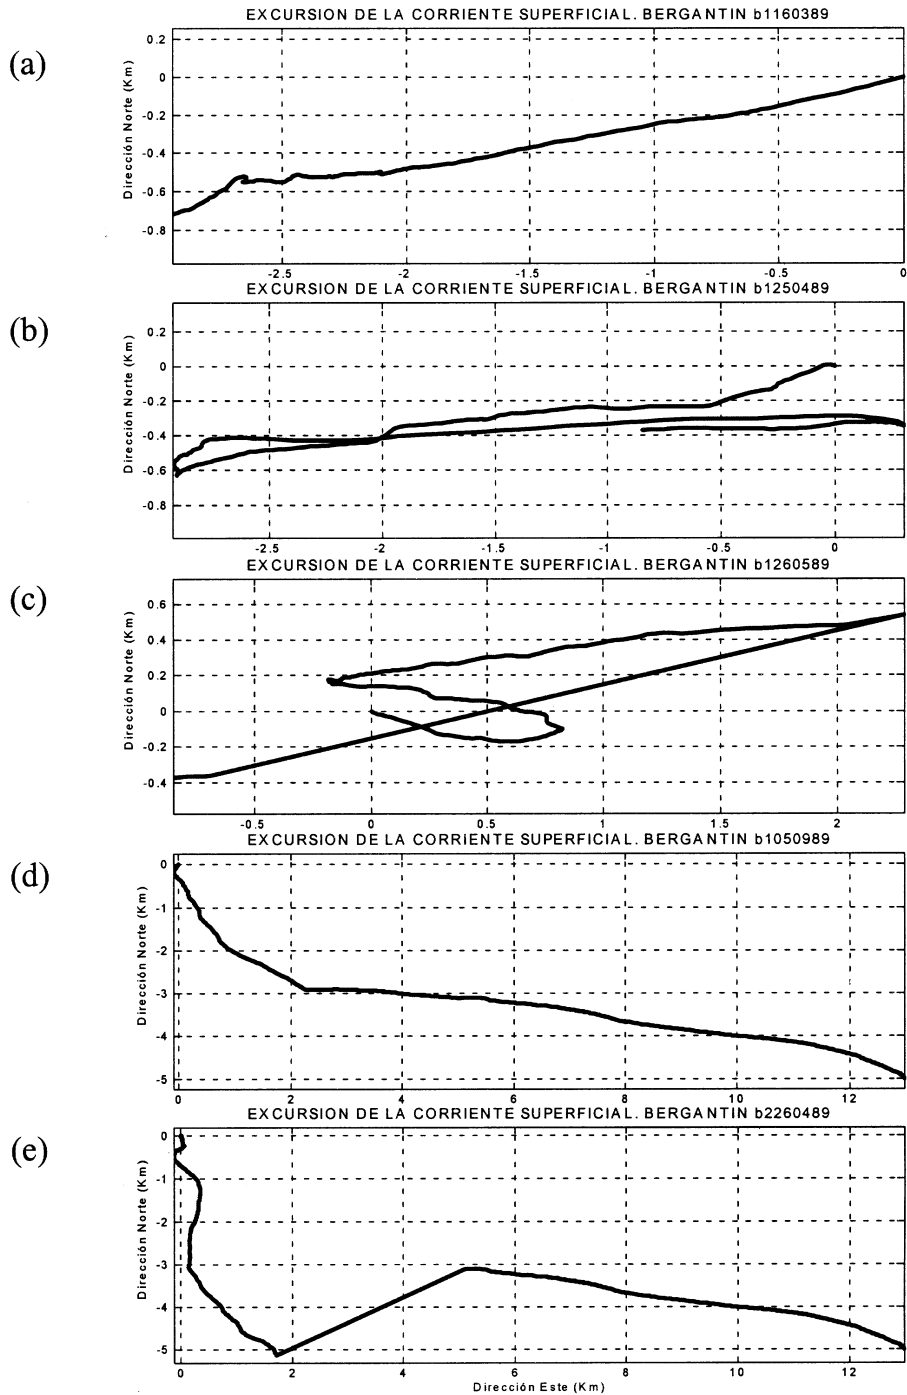 EXCURSION DE LA CORRIENTE SUPERFICIAL. BERGANTIN b1160389
(a)
Dirección Norte (Km)
0.2
0
-0.2
-0.4
-0.6
-0.8
-2.5 -2 -1.5 -1 -0.5 0
EXCURSION DE LA CORRIENTE SUPERFICIAL. BERGANTIN b1250489
(b)
Dirección Norte (Km)
0.2
0
-0.2
-0.4
-0.6
-0.8
-2.5 -2 -1.5 -1 -0.5 0
EXCURSION DE LA CORRIENTE SUPERFICIAL. BERGANTIN b1260589
(c)
Dirección Norte (Km)
0.6
0.4
0.2
0
-0.2
-0.4
-0.5 0 0.5 1 1.5 2
EXCURSION DE LA CORRIENTE SUPERFICIAL. BERGANTIN b1050989
(d)
Dirección Norte (Km)
0
-1
-2
-3
-4
-5
0 2 4 6 8 10 12
EXCURSION DE LA CORRIENTE SUPERFICIAL. BERGANTIN b2260489
(e)
Dirección Norte (Km)
0
-1
-2
-3
-4
-5
0 2 4 6 8 10 12
Dirección Este (Km)